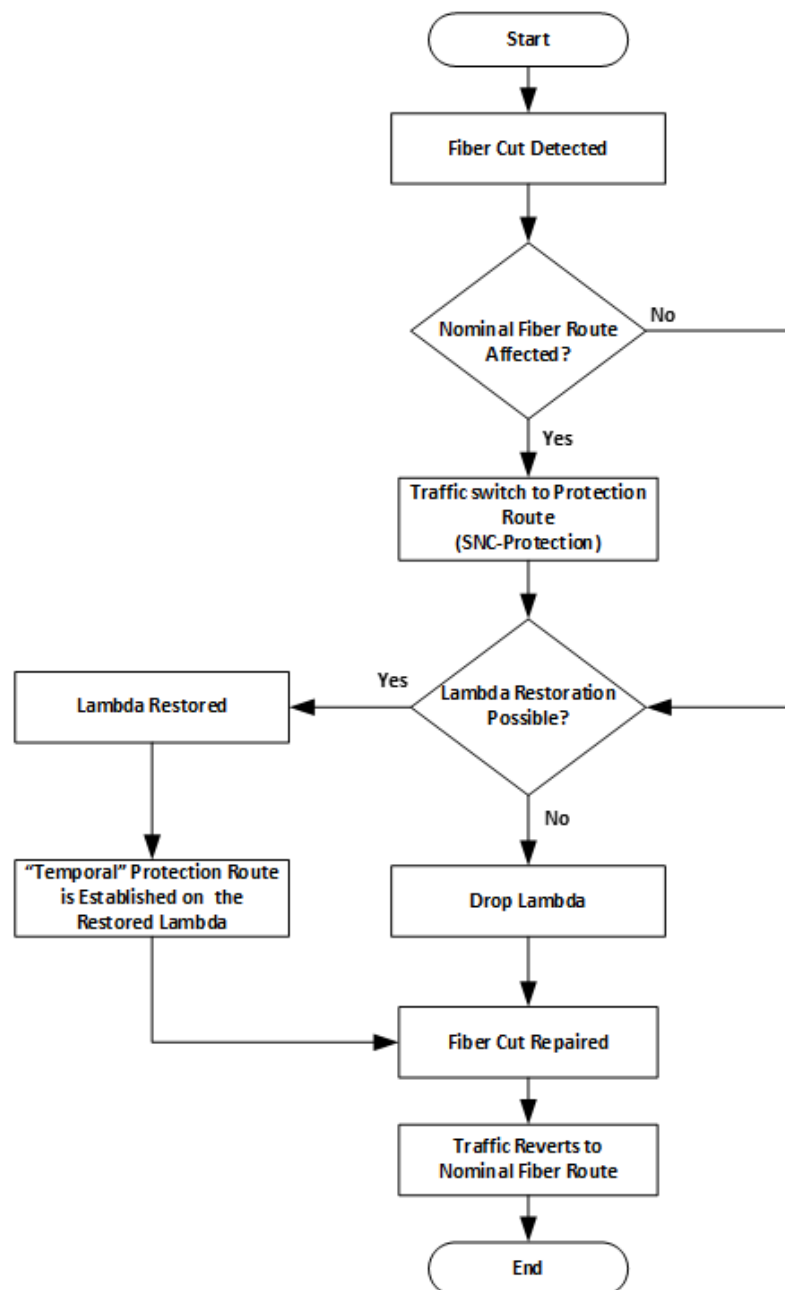 Start
Fiber Cut Detected
Nominal Fiber Route
Affected?
No
Yes
Traffic switch to Protection
Route
(SNC-Protection)
Lambda Restoration
Possible?
Yes
Lambda Restored
No
“Temporal” Protection Route
is Established on the
Restored Lambda
Drop Lambda
Fiber Cut Repaired
Traffic Reverts to
Nominal Fiber Route
End